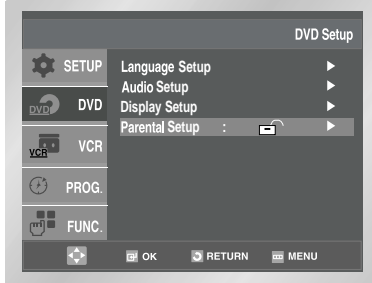 DVD Setup
SETUP
DVD DVD
VCR VCR
PROG.
FUNC.
Language Setup
Audio Setup
Display Setup
Parental Setup :
OK RETURN MENU